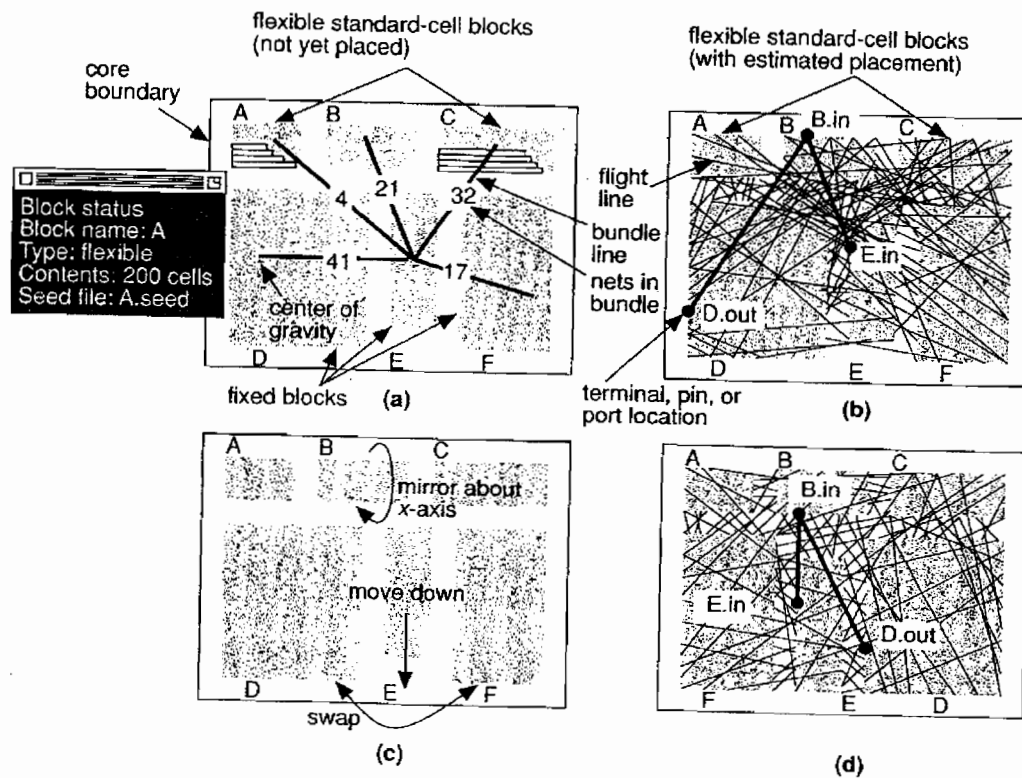 flexible standard-cell blocks
(not yet placed)
core
boundary
A
B
C
4
21
32
41
17
Block status
Block name: A
Type: flexible
Contents: 200 cells
Seed file: A.seed
center of
gravity
bundle
line
nets in
bundle
D
E
F
fixed blocks
(a)
flexible standard-cell blocks
(with estimated placement)
A
B
B.in
C
flight
line
E.in
D.out
D
E
F
terminal, pin, or
port location
(b)
A
B
C
mirror about
x-axis
move down
D
E
F
swap
(c)
A
B
C
B.in
E.in
D.out
F
E
D
(d)